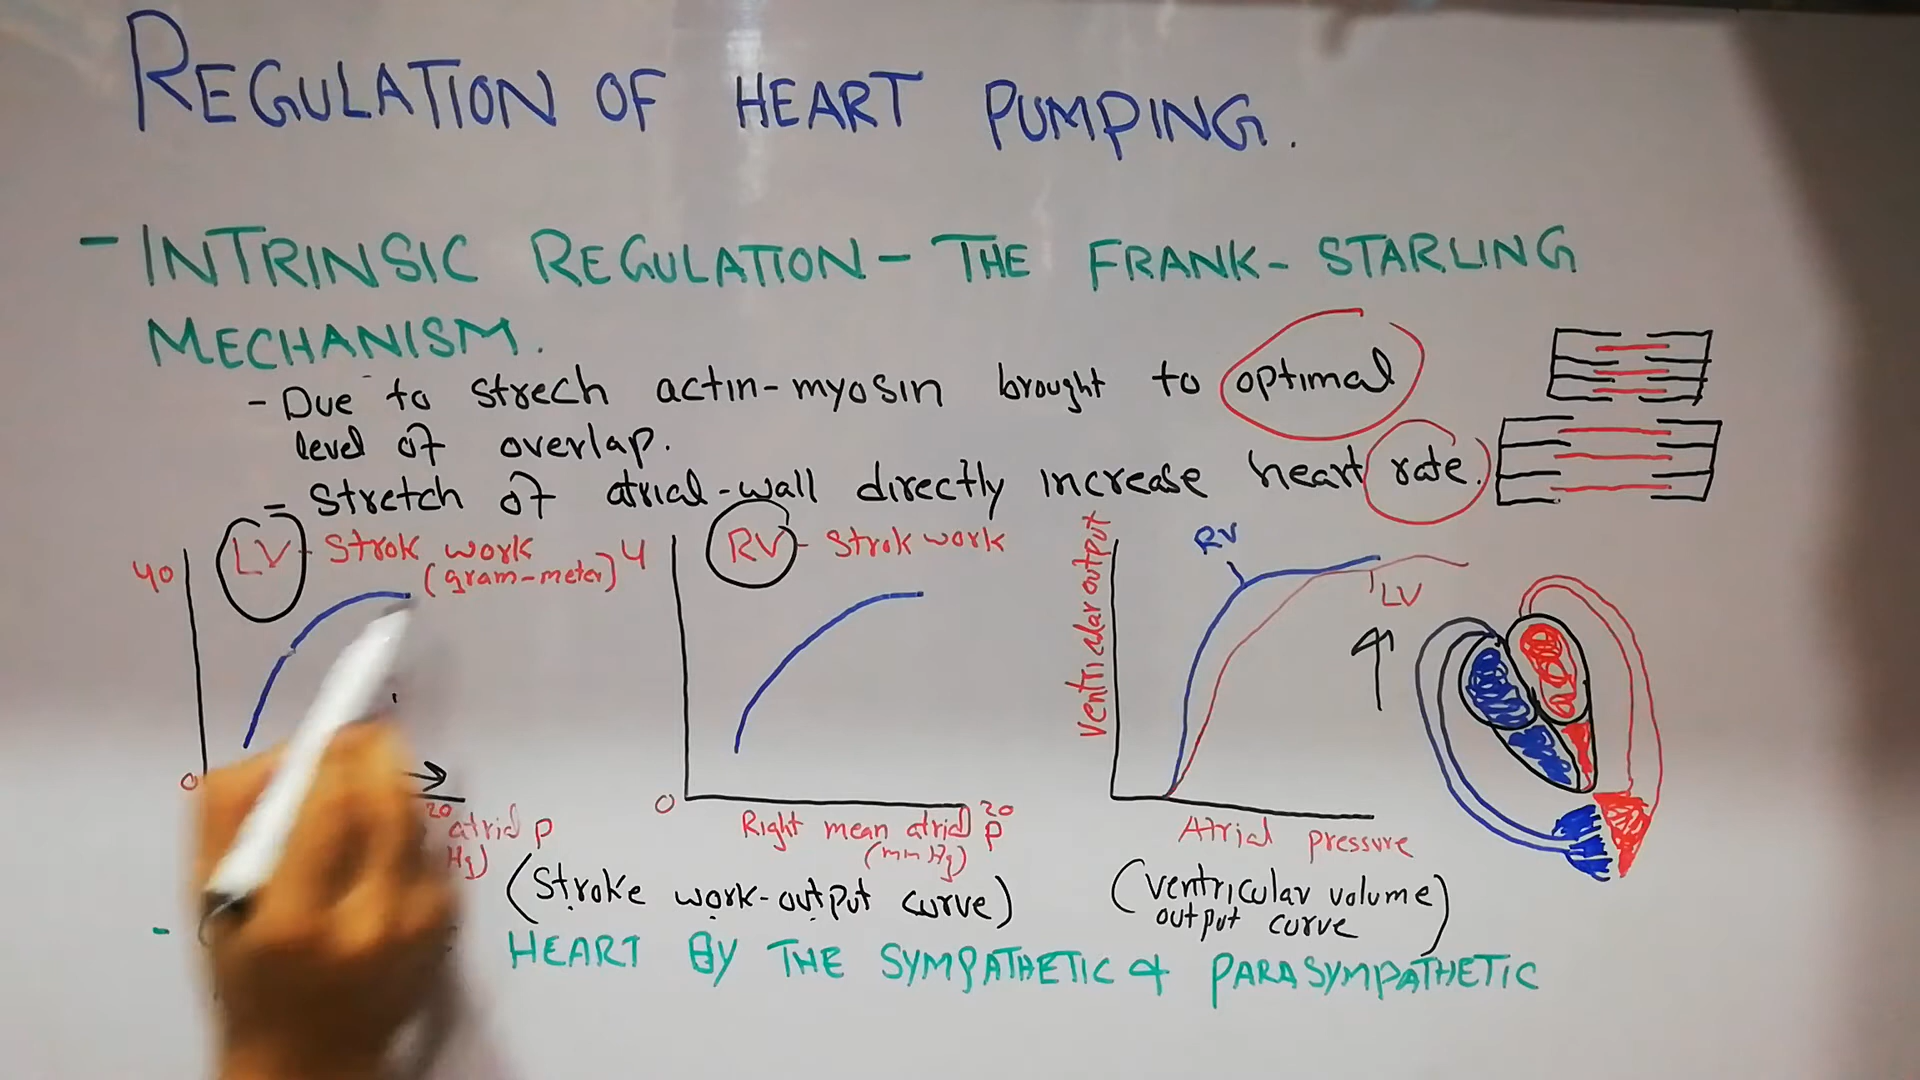 REGULATION OF HEART PUMPING.
- INTRINSIC REGULATION - THE FRANK-STARLING
MECHANISM.
- Due to strech actin-myosin brought to optimal
level of overlap.
= Stretch of atrial-wall directly increase heart rate.
40 LV - Strok work
(gram-meter)
0
20
atrial P
Hg)
4 RV - Strok work
0
20
Right mean atrial P
(mm Hg)
(Stroke work-output curve)
Ventricular output
RV
LV
Atrial pressure
(Ventricular volume
output curve)
- HEART BY THE SYMPATHETIC & PARASYMPATHETIC